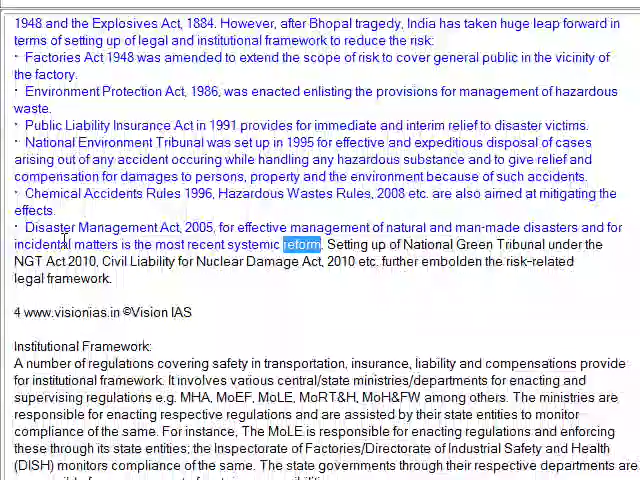 1948 and the Explosives Act, 1884. However, after Bhopal tragedy, India has taken huge leap forward in
terms of setting up of legal and institutional framework to reduce the risk:
· Factories Act 1948 was amended to extend the scope of risk to cover general public in the vicinity of
the factory.
· Environment Protection Act, 1986, was enacted enlisting the provisions for management of hazardous
waste.
· Public Liability Insurance Act in 1991 provides for immediate and interim relief to disaster victims.
· National Environment Tribunal was set up in 1995 for effective and expeditious disposal of cases
arising out of any accident occuring while handling any hazardous substance and to give relief and
compensation for damages to persons, property and the environment because of such accidents.
· Chemical Accidents Rules 1996, Hazardous Wastes Rules, 2008 etc. are also aimed at mitigating the
effects.
· Disaster Management Act, 2005, for effective management of natural and man-made disasters and for
incidental matters is the most recent systemic reform. Setting up of National Green Tribunal under the
NGT Act 2010, Civil Liability for Nuclear Damage Act, 2010 etc. further embolden the risk-related
legal framework.
4 www.visionias.in ©Vision IAS
Institutional Framework:
A number of regulations covering safety in transportation, insurance, liability and compensations provide
for institutional framework. It involves various central/state ministries/departments for enacting and
supervising regulations e.g. MHA, MoEF, MoLE, MoRT&H, MoH&FW among others. The ministries are
responsible for enacting respective regulations and are assisted by their state entities to monitor
compliance of the same. For instance, The MoLE is responsible for enacting regulations and enforcing
these through its state entities; the Inspectorate of Factories/Directorate of Industrial Safety and Health
(DISH) monitors compliance of the same. The state governments through their respective departments are